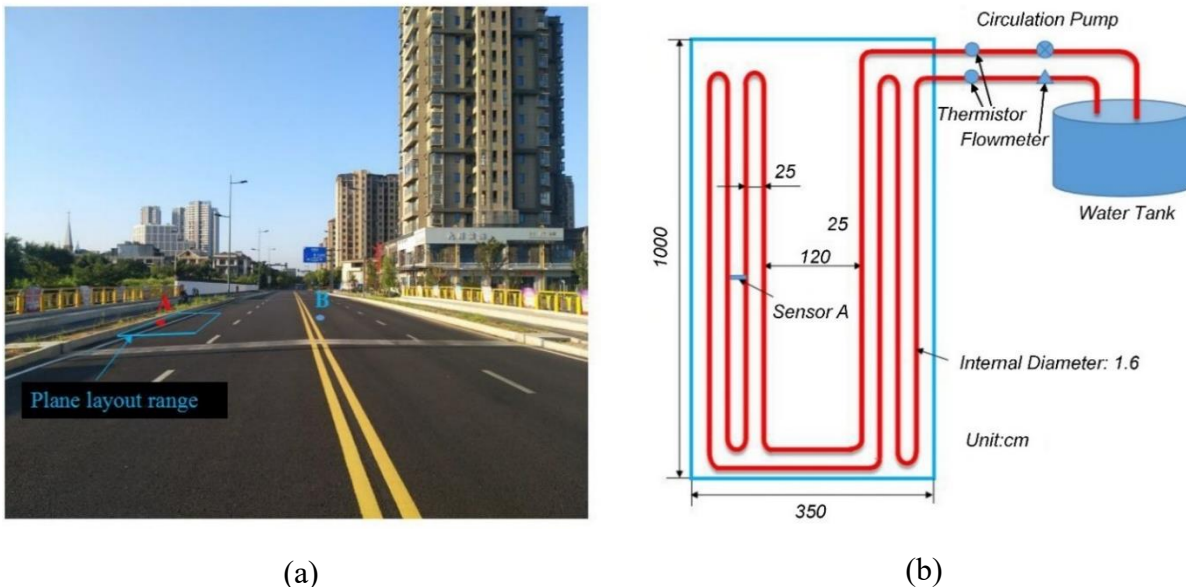 A
B
Plane layout range
(a)
Circulation Pump
Thermistor
Flowmeter
Water Tank
25
25
120
1000
Sensor A
Internal Diameter: 1.6
Unit:cm
350
(b)